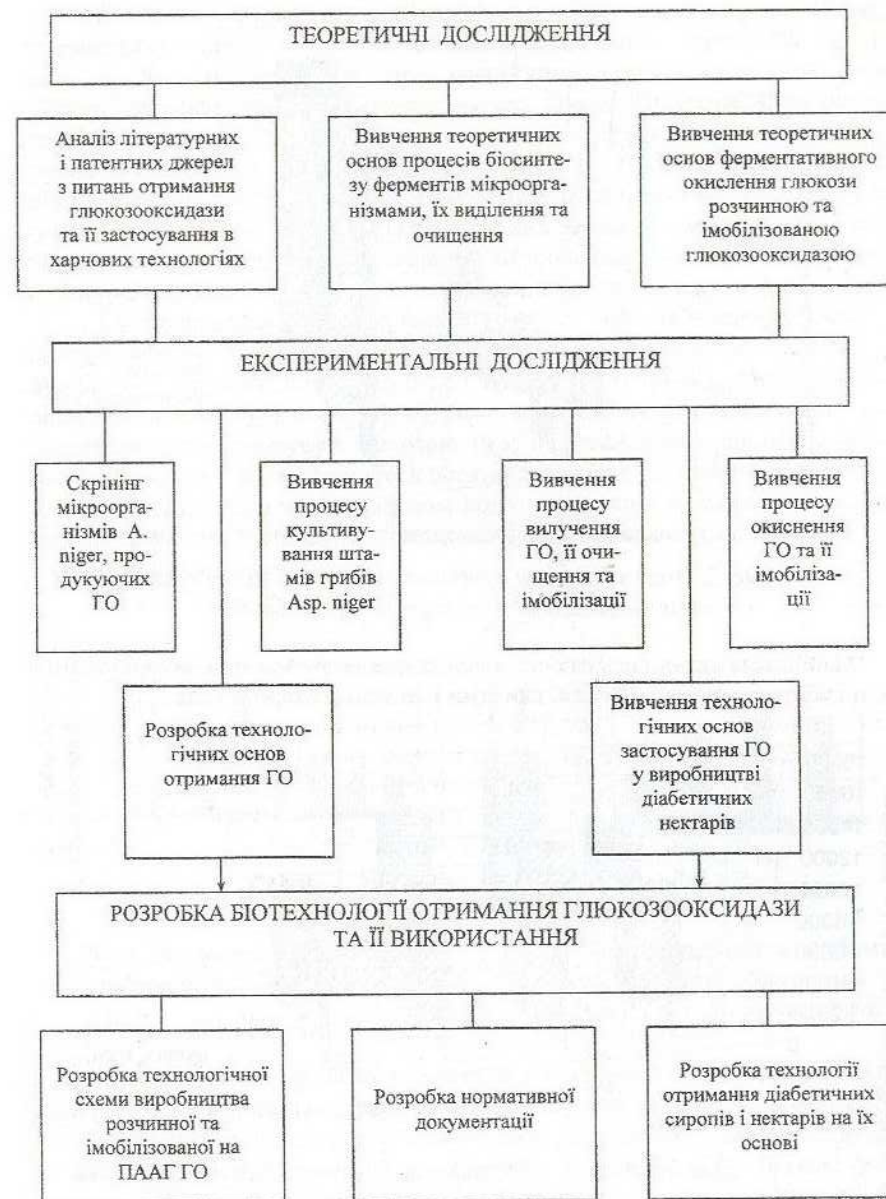 ТЕОРЕТИЧНІ ДОСЛІДЖЕННЯ
Аналіз літературних
і патентних джерел
з питань отримання
глюкозооксидази
та її застосування в
харчових технологіях
Вивчення теоретичних
основ процесів біосинте-
зу ферментів мікроорга-
нізмами, їх виділення та
очищення
Вивчення теоретичних
основ ферментативного
окислення глюкози
розчинною та
імобілізованою
глюкозооксидазою
ЕКСПЕРИМЕНТАЛЬНІ ДОСЛІДЖЕННЯ
Скрінінг
мікроорга-
нізмів A.
niger, про-
дукуючих
ГО
Вивчення
процесу
культиву-
вання шта-
мів грибів
Asp. niger
Вивчення
процесу
вилучення
ГО, її очи-
щення та
імобілізації
Вивчення
процесу
окиснення
ГО та її
імобіліза-
ції
Розробка техноло-
гічних основ
отримання ГО
Вивчення техноло-
гічних основ
застосування ГО
у виробництві
діабетичних
нектарів
РОЗРОБКА БІОТЕХНОЛОГІЇ ОТРИМАННЯ ГЛЮКОЗООКСИДАЗИ
ТА ЇЇ ВИКОРИСТАННЯ
Розробка технологічної
схеми виробництва
розчинної та
імобілізованої на
ПААГ ГО
Розробка нормативної
документації
Розробка технології
отримання діабетичних
сиропів і нектарів на їх
основі